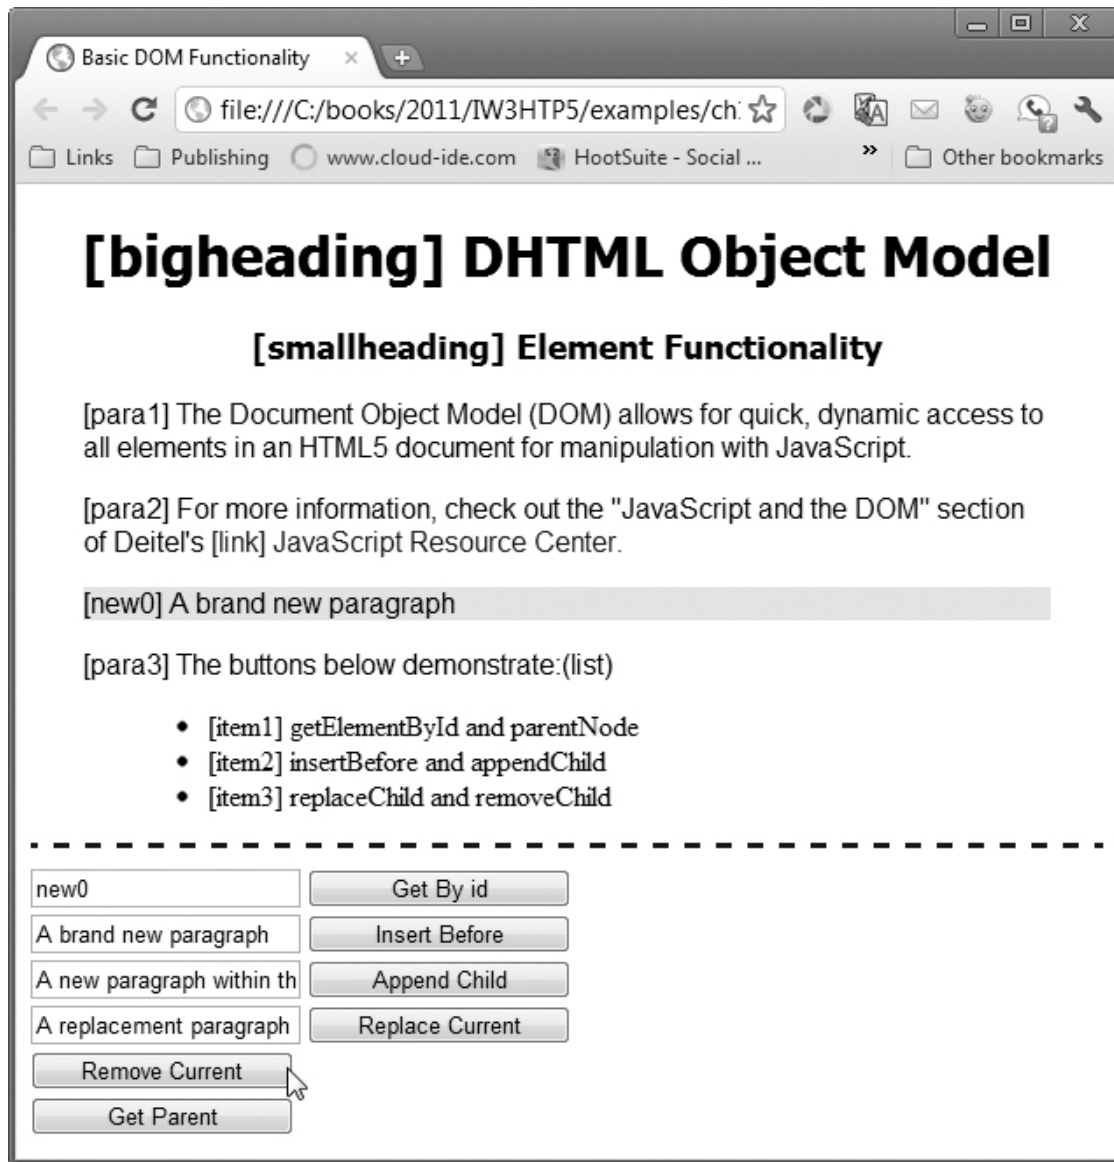 Basic DOM Functionality
file:///C:/books/2011/IW3HTP5/examples/ch
Links Publishing www.cloud-ide.com HootSuite - Social ... » Other bookmarks
[bigheading] DHTML Object Model
[smallheading] Element Functionality
[para1] The Document Object Model (DOM) allows for quick, dynamic access to
all elements in an HTML5 document for manipulation with JavaScript.
[para2] For more information, check out the "JavaScript and the DOM" section
of Deitel's [link] JavaScript Resource Center.
[new0] A brand new paragraph
[para3] The buttons below demonstrate:(list)
• [item1] getElementById and parentNode
• [item2] insertBefore and appendChild
• [item3] replaceChild and removeChild
new0 Get By id
A brand new paragraph Insert Before
A new paragraph within th Append Child
A replacement paragraph Replace Current
Remove Current
Get Parent